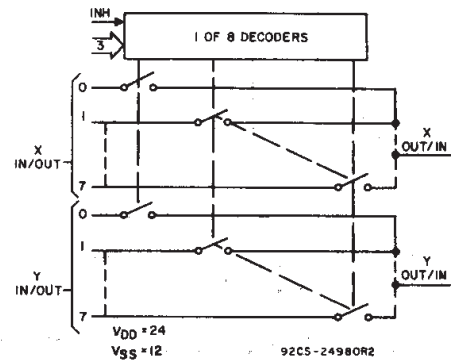 INH
3
1 OF 8 DECODERS
0
1
X
IN/OUT
7
X
OUT/IN
0
1
Y
IN/OUT
7
Y
OUT/IN
VDD = 24
VSS = 12
92CS-24980R2